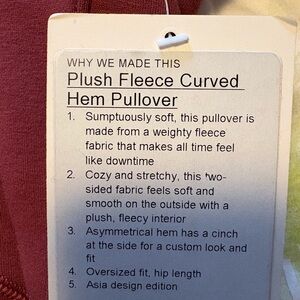 WHY WE MADE THIS
Plush Fleece Curved
Hem Pullover
1. Sumptuously soft, this pullover is
made from a weighty fleece
fabric that makes all time feel
like downtime
2. Cozy and stretchy, this two-
sided fabric feels soft and
smooth on the outside with a
plush, fleecy interior
3. Asymmetrical hem has a cinch
at the side for a custom look and
fit
4. Oversized fit, hip length
5. Asia design edition